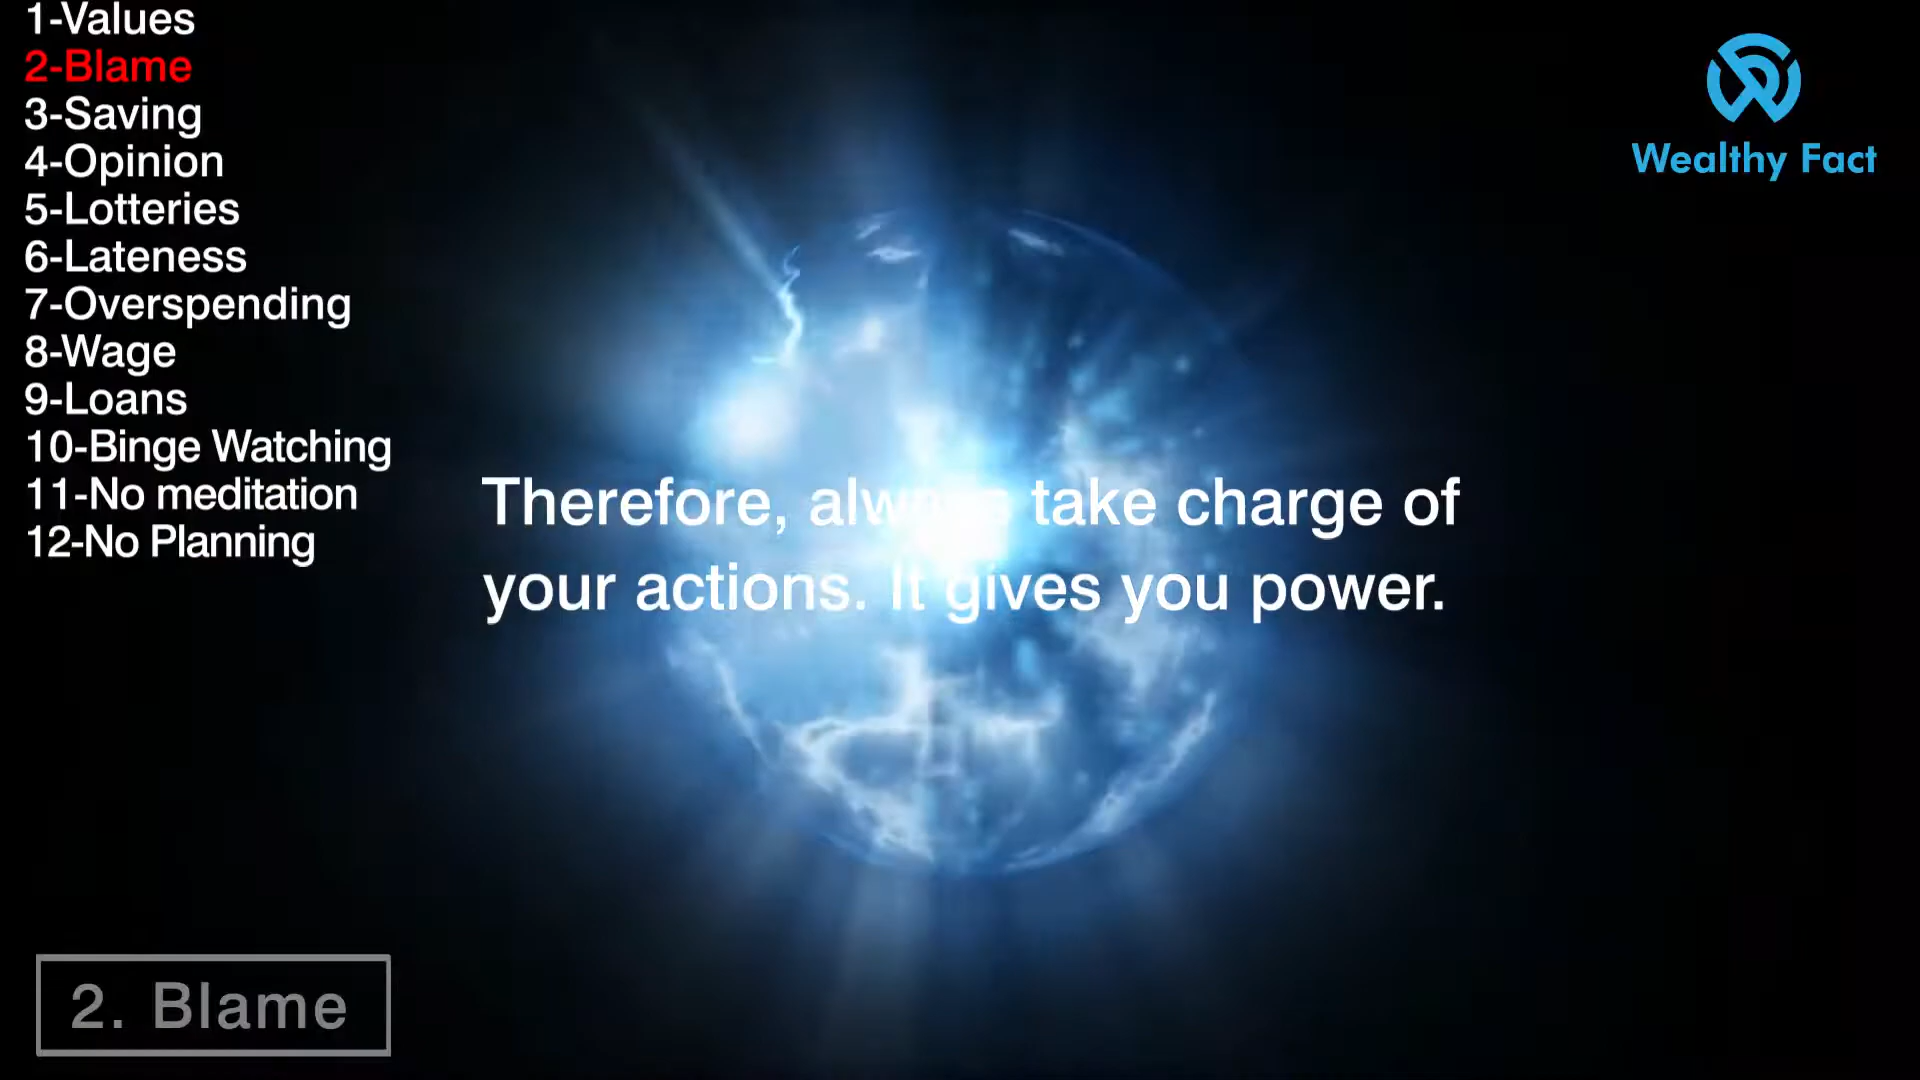 1-Values
2-Blame
3-Saving
4-Opinion
5-Lotteries
6-Lateness
7-Overspending
8-Wage
9-Loans
10-Binge Watching
11-No meditation
12-No Planning
Wealthy Fact
Therefore, always take charge of
your actions. It gives you power.
2. Blame